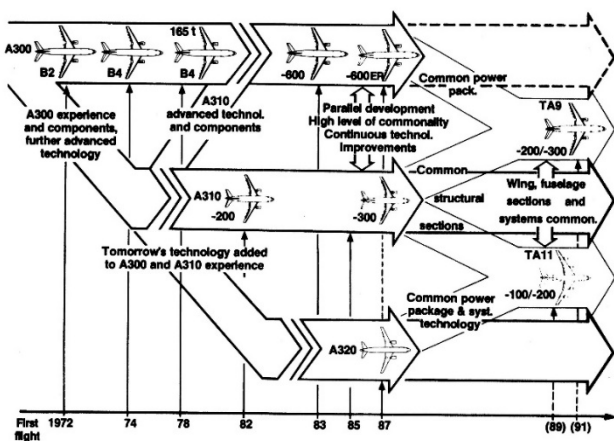 A300
B2
B4
165 t
B4
-600
-600ER
A300 experience
and components,
further advanced
technology
A310
advanced technol.
and components
Parallel development
High level of commonality
Continuous technol.
Improvements
Common power
pack.
TA9
-200/-300
A310
-200
-300
Common
structural
sections
Wing, fuselage
sections and
systems common.
TA11
-100/-200
Tomorrow's technology added
to A300 and A310 experience
Common power
package & syst.
technology
A320
First
flight
1972
74
78
82
83
85
87
(89)
(91)